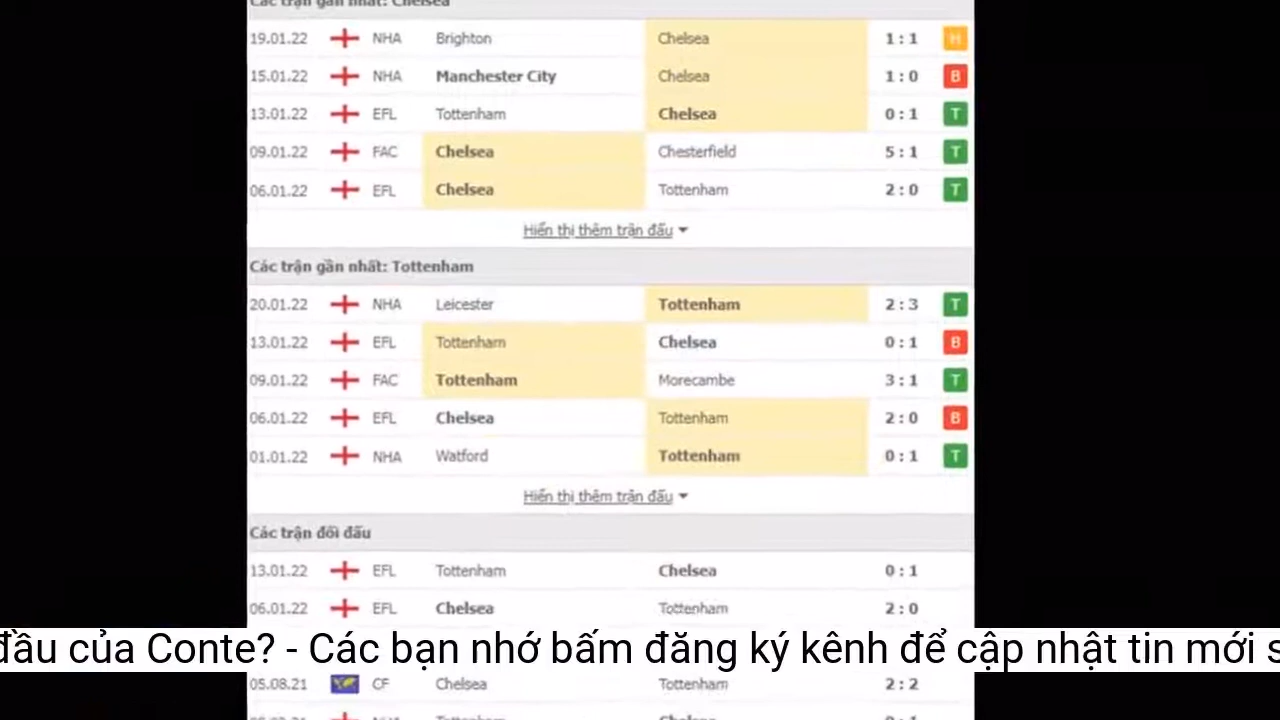 Các trận gần nhất: Chelsea
19.01.22 NHA Brighton Chelsea 1 : 1 H
15.01.22 NHA Manchester City Chelsea 1 : 0 B
13.01.22 EFL Tottenham Chelsea 0 : 1 T
09.01.22 FAC Chelsea Chesterfield 5 : 1 T
06.01.22 EFL Chelsea Tottenham 2 : 0 T
Hiển thị thêm trận đấu
Các trận gần nhất: Tottenham
20.01.22 NHA Leicester Tottenham 2 : 3 T
13.01.22 EFL Tottenham Chelsea 0 : 1 B
09.01.22 FAC Tottenham Morecambe 3 : 1 T
06.01.22 EFL Chelsea Tottenham 2 : 0 B
01.01.22 NHA Watford Tottenham 0 : 1 T
Hiển thị thêm trận đấu
Các trận đối đấu
13.01.22 EFL Tottenham Chelsea 0 : 1
06.01.22 EFL Chelsea Tottenham 2 : 0
đầu của Conte? - Các bạn nhớ bấm đăng ký kênh để cập nhật tin mới s
05.08.21 CF Chelsea Tottenham 2 : 2